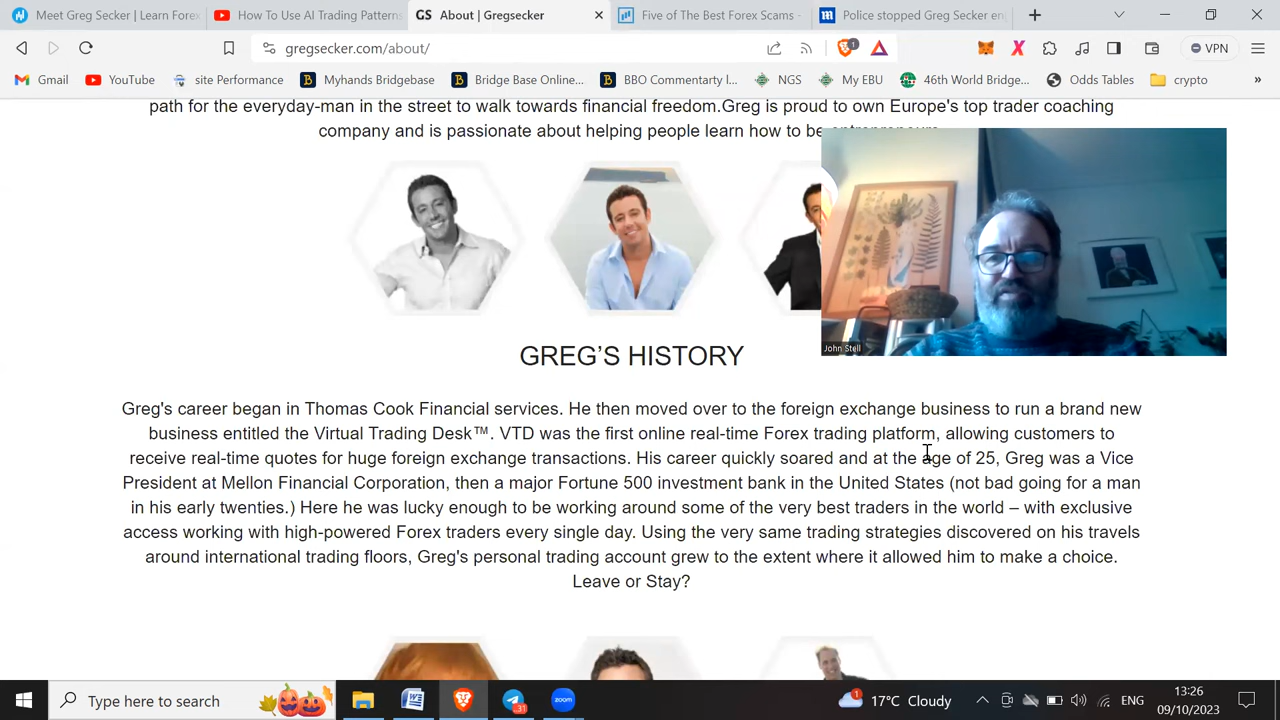 Meet Greg Secker | Learn Forex
How To Use AI Trading Patterns
GS About | Gregsecker
Five of The Best Forex Scams -
Police stopped Greg Secker en
gregsecker.com/about/
1
VPN
Gmail
YouTube
site Performance
Myhands Bridgebase
Bridge Base Online...
BBO Commentarty I...
NGS
My EBU
46th World Bridge...
Odds Tables
crypto
»
path for the everyday-man in the street to walk towards financial freedom.Greg is proud to own Europe's top trader coaching
company and is passionate about helping people learn how to be
John Stell
GREG'S HISTORY
Greg's career began in Thomas Cook Financial services. He then moved over to the foreign exchange business to run a brand new
business entitled the Virtual Trading Desk™. VTD was the first online real-time Forex trading platform, allowing customers to
receive real-time quotes for huge foreign exchange transactions. His career quickly soared and at the age of 25, Greg was a Vice
President at Mellon Financial Corporation, then a major Fortune 500 investment bank in the United States (not bad going for a man
in his early twenties.) Here he was lucky enough to be working around some of the very best traders in the world – with exclusive
access working with high-powered Forex traders every single day. Using the very same trading strategies discovered on his travels
around international trading floors, Greg's personal trading account grew to the extent where it allowed him to make a choice.
Leave or Stay?
Type here to search
31
zoom
1
17°C Cloudy
ENG
13:26
09/10/2023